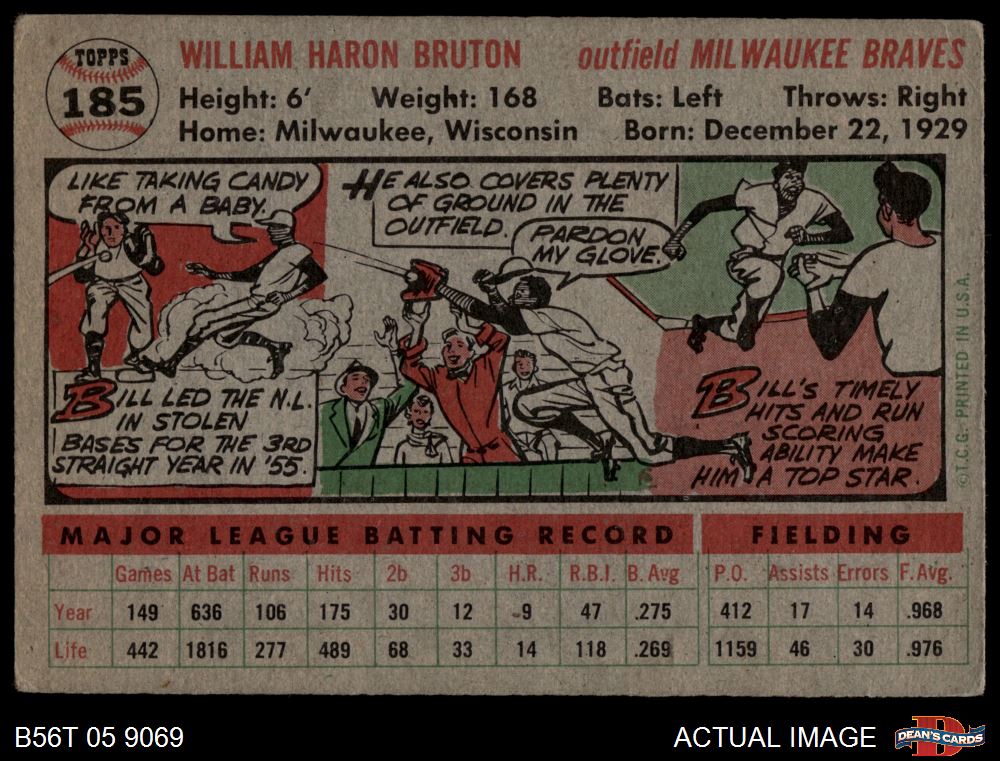 TOPPS
185
WILLIAM HARON BRUTON outfield MILWAUKEE BRAVES
Height: 6' Weight: 168 Bats: Left Throws: Right
Home: Milwaukee, Wisconsin Born: December 22, 1929
LIKE TAKING CANDY
FROM A BABY.
BILL LED THE N.L.
IN STOLEN
BASES FOR THE 3RD
STRAIGHT YEAR IN '55.
HE ALSO COVERS PLENTY
OF GROUND IN THE
OUTFIELD.
PARDON
MY GLOVE.
BILL'S TIMELY
HITS AND RUN
SCORING
ABILITY MAKE
HIM A TOP STAR.
©T.C.G. PRINTED IN U.S.A.
MAJOR LEAGUE BATTING RECORD FIELDING
Games At Bat Runs Hits 2b 3b H.R. R.B.I. B. Avg P.O. Assists Errors F. Avg.
Year 149 636 106 175 30 12 9 47 .275 412 17 14 .968
Life 442 1816 277 489 68 33 14 118 .269 1159 46 30 .976
B56T 05 9069 ACTUAL IMAGE
D
DEAN'S CARDS